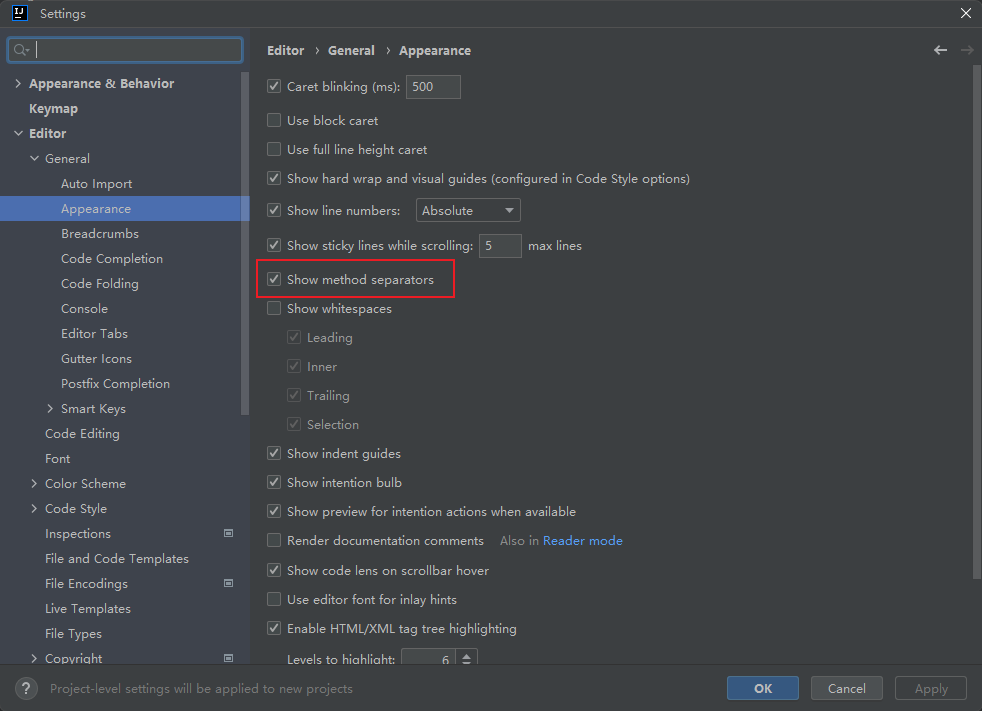 IJ
Settings
Appearance & Behavior
Keymap
Editor
General
Auto Import
Appearance
Breadcrumbs
Code Completion
Code Folding
Console
Editor Tabs
Gutter Icons
Postfix Completion
Smart Keys
Code Editing
Font
Color Scheme
Code Style
Inspections
File and Code Templates
File Encodings
Live Templates
File Types
Copyright
Editor › General › Appearance
Caret blinking (ms): 500
Use block caret
Use full line height caret
Show hard wrap and visual guides (configured in Code Style options)
Show line numbers: Absolute
Show sticky lines while scrolling: 5 max lines
Show method separators
Show whitespaces
Leading
Inner
Trailing
Selection
Show indent guides
Show intention bulb
Show preview for intention actions when available
Render documentation comments Also in Reader mode
Show code lens on scrollbar hover
Use editor font for inlay hints
Enable HTML/XML tag tree highlighting
Levels to highlight: 6
? Project-level settings will be applied to new projects
OK Cancel Apply